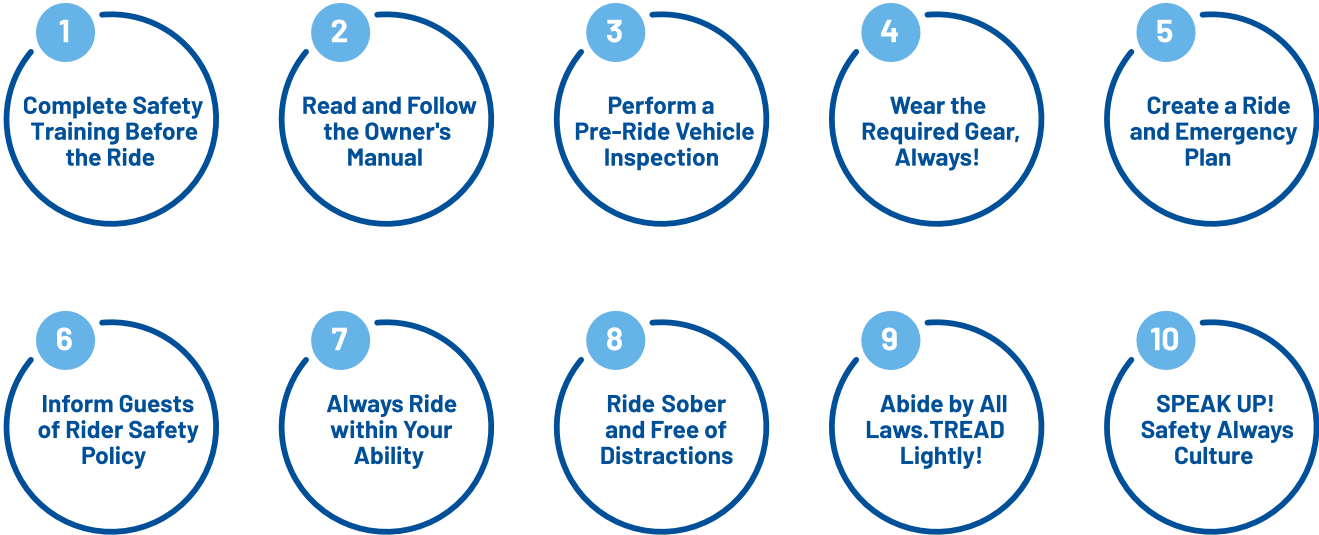 1
Complete Safety
Training Before
the Ride
2
Read and Follow
the Owner's
Manual
3
Perform a
Pre-Ride Vehicle
Inspection
4
Wear the
Required Gear,
Always!
5
Create a Ride
and Emergency
Plan
6
Inform Guests
of Rider Safety
Policy
7
Always Ride
within Your
Ability
8
Ride Sober
and Free of
Distractions
9
Abide by All
Laws.TREAD
Lightly!
10
SPEAK UP!
Safety Always
Culture